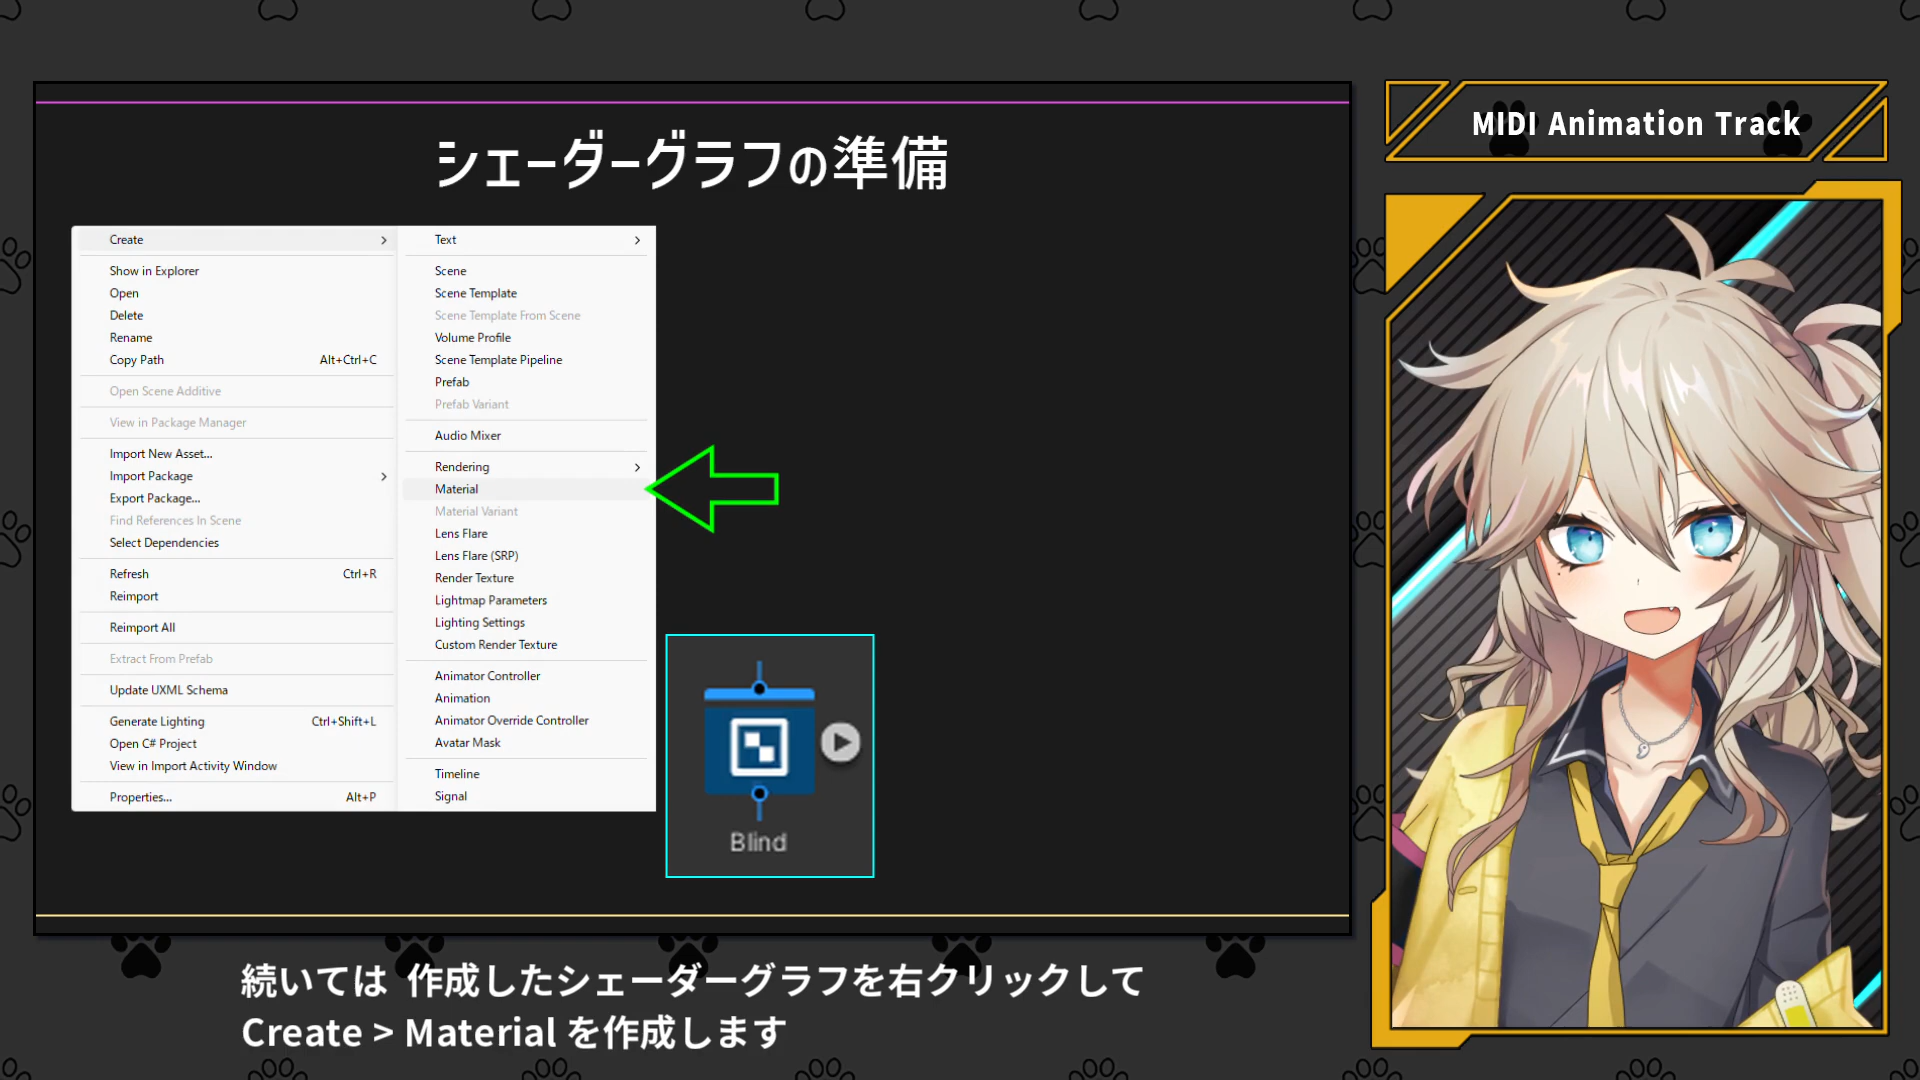 MIDI Animation Track
シェーダーグラフの準備
Create
Show in Explorer
Open
Delete
Rename
Copy Path Alt+Ctrl+C
Open Scene Additive
View in Package Manager
Import New Asset...
Import Package
Export Package...
Find References In Scene
Select Dependencies
Refresh Ctrl+R
Reimport
Reimport All
Extract From Prefab
Update UXML Schema
Generate Lighting Ctrl+Shift+L
Open C# Project
View in Import Activity Window
Properties... Alt+P
Text
Scene
Scene Template
Scene Template From Scene
Volume Profile
Scene Template Pipeline
Prefab
Prefab Variant
Audio Mixer
Rendering
Material
Material Variant
Lens Flare
Lens Flare (SRP)
Render Texture
Lightmap Parameters
Lighting Settings
Custom Render Texture
Animator Controller
Animation
Animator Override Controller
Avatar Mask
Timeline
Signal
Blind
続いては 作成したシェーダーグラフを右クリックして
Create > Material を作成します